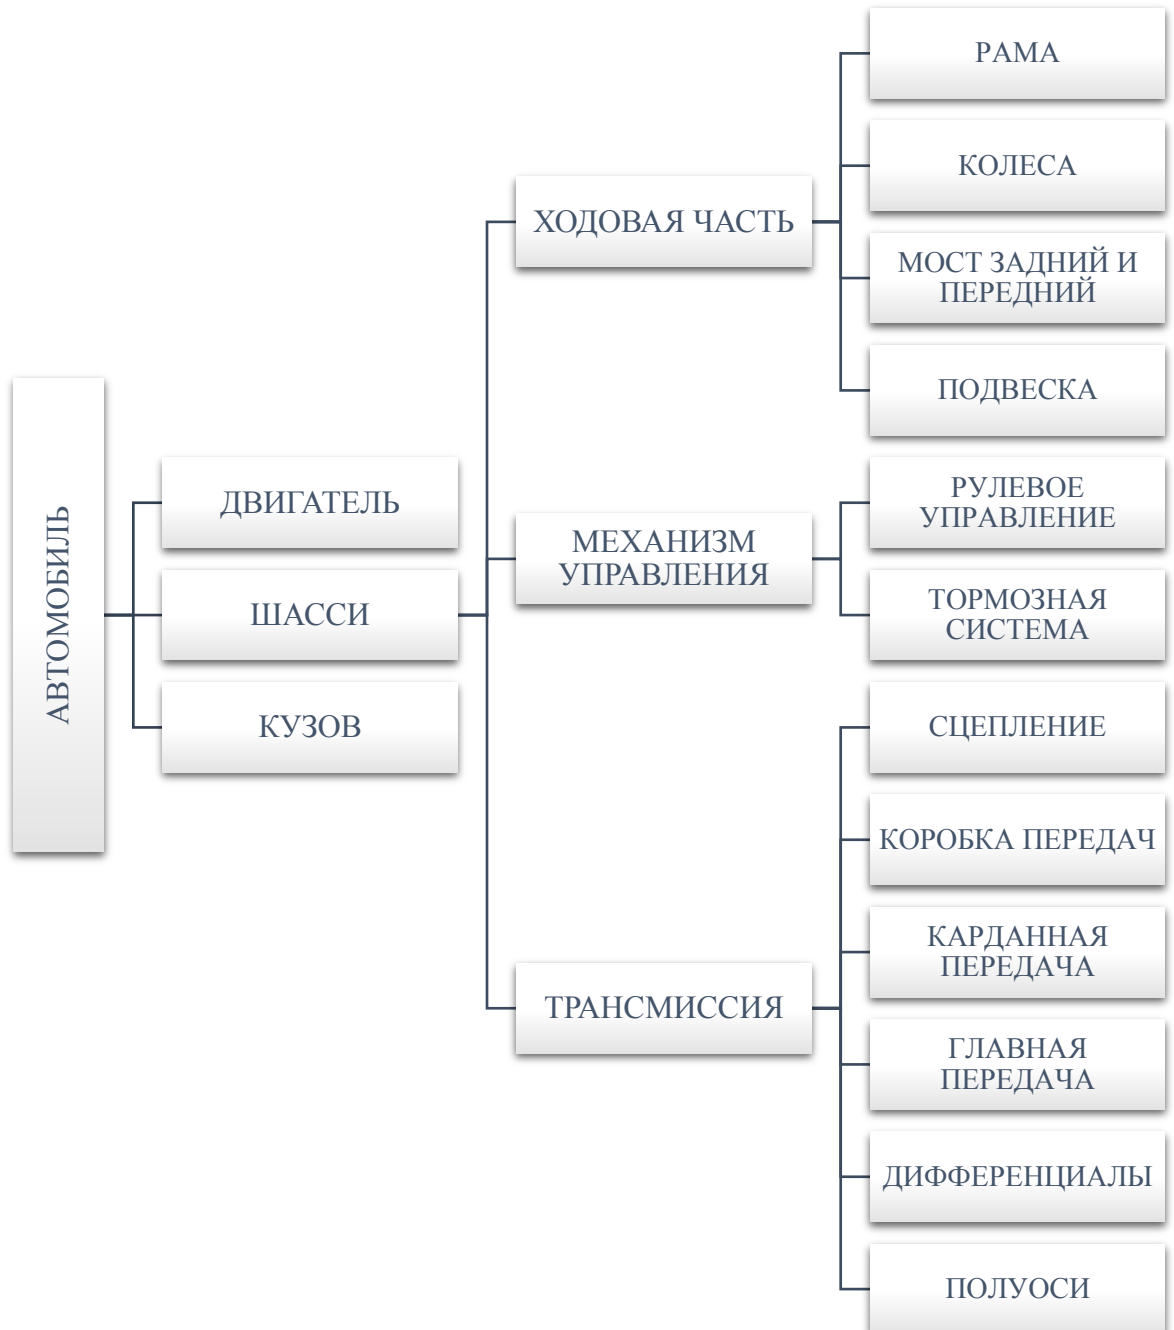 АВТОМОБИЛЬ
ДВИГАТЕЛЬ
ШАССИ
КУЗОВ
ХОДОВАЯ ЧАСТЬ
МЕХАНИЗМ
УПРАВЛЕНИЯ
ТРАНСМИССИЯ
РАМА
КОЛЕСА
МОСТ ЗАДНИЙ И
ПЕРЕДНИЙ
ПОДВЕСКА
РУЛЕВОЕ
УПРАВЛЕНИЕ
ТОРМОЗНАЯ
СИСТЕМА
СЦЕПЛЕНИЕ
КОРОБКА ПЕРЕДАЧ
КАРДАННАЯ
ПЕРЕДАЧА
ГЛАВНАЯ
ПЕРЕДАЧА
ДИФФЕРЕНЦИАЛЫ
ПОЛУОСИ